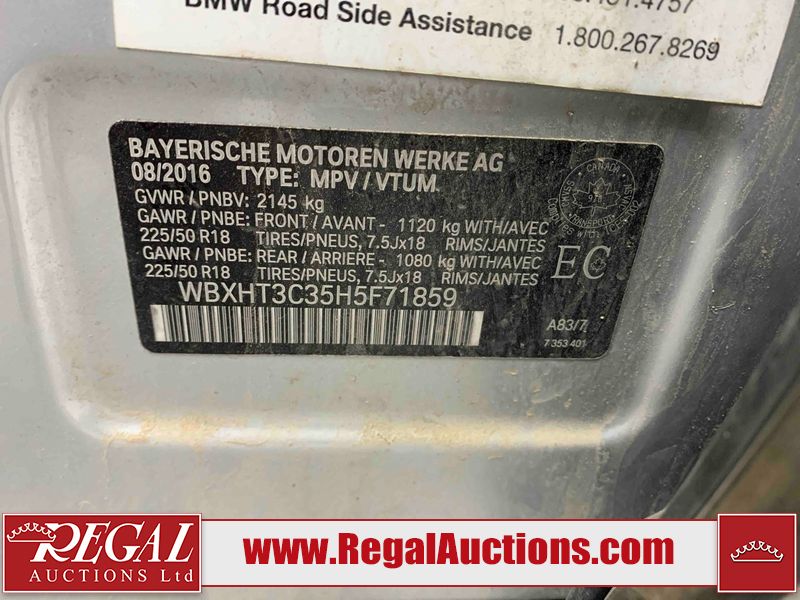 BMW Road Side Assistance 1.800.267.8269
BAYERISCHE MOTOREN WERKE AG
08/2016 TYPE: MPV / VTUM
GVWR / PNBV: 2145 kg
GAWR / PNBE: FRONT / AVANT - 1120 kg WITH/AVEC
225/50 R18 TIRES/PNEUS, 7.5Jx18 RIMS/JANTES
GAWR / PNBE: REAR / ARRIERE - 1080 kg WITH/AVEC
225/50 R18 TIRES/PNEUS, 7.5Jx18 RIMS/JANTES
EC
WBXHT3C35H5F71859
A83/7
7 353 401
CANADA
TRANSPORT
REGAL
AUCTIONS Ltd
www.RegalAuctions.com